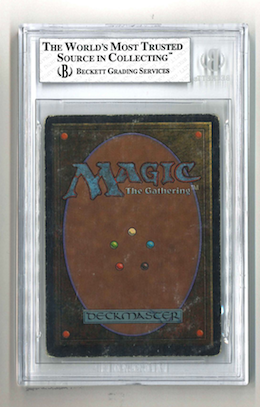 THE WORLD'S MOST TRUSTED
SOURCE IN COLLECTING™
B BECKETT GRADING SERVICES
MAGIC
The Gathering®
DECKMASTER